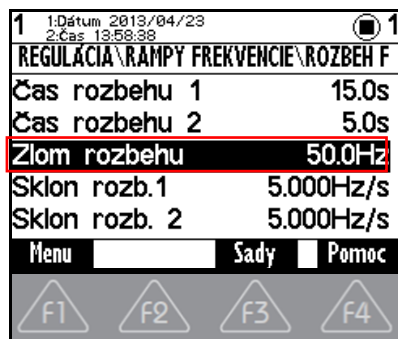 1 1:Dátum 2013/04/23 1
2:Čas 13:58:38
REGULÁCIA\RAMPY FREKVENCIE\ROZBEH F
Čas rozbehu 1 15.0s
Čas rozbehu 2 5.0s
Zlom rozbehu 50.0Hz
Sklon rozb.1 5.000Hz/s
Sklon rozb. 2 5.000Hz/s
Menu Sady Pomoc
F1 F2 F3 F4